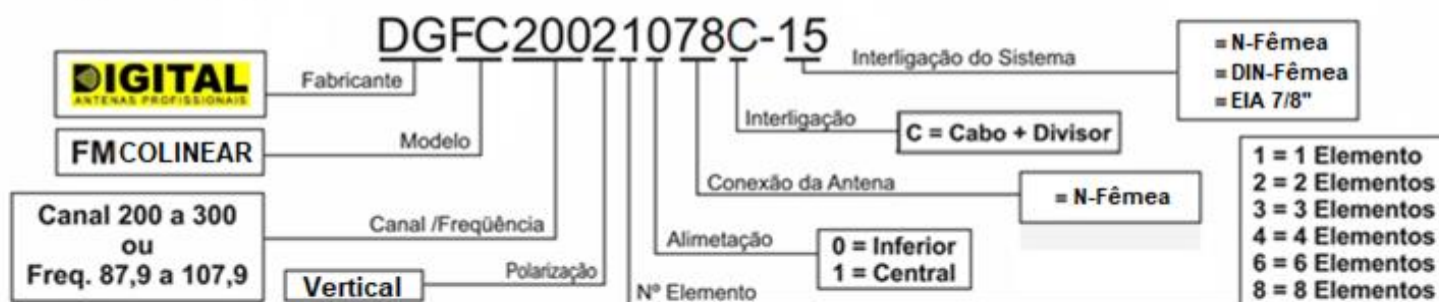 DGFC20021078C-15
DIGITAL
ANTENAS PROFISSIONAIS
Fabricante
Interligação do Sistema
= N-Fêmea
= DIN-Fêmea
= EIA 7/8"
FM COLINEAR
Modelo
Interligação
C = Cabo + Divisor
Canal 200 a 300
ou
Freq. 87,9 a 107,9
Canal /Freqüência
Conexão da Antena
= N-Fêmea
Alimetação
0 = Inferior
1 = Central
Vertical
Polarização
Nº Elemento
1 = 1 Elemento
2 = 2 Elementos
3 = 3 Elementos
4 = 4 Elementos
6 = 6 Elementos
8 = 8 Elementos